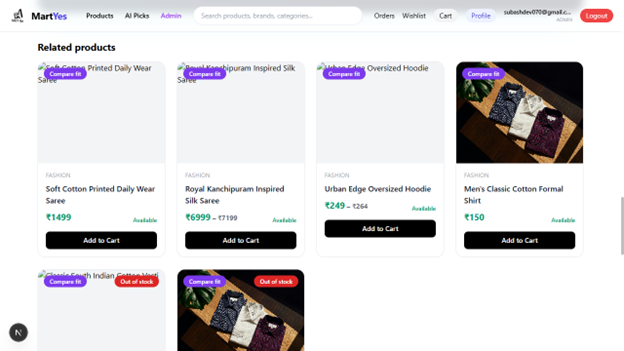 MartYes
Products
AI Picks
Admin
Search products, brands, categories...
Orders
Wishlist
Cart
Profile
subashdev070@gmail.c...
ADMIN
Logout
Related products
Soft Cotton Printed Daily Wear
Saree
Compare fit
Royal Kanchipuram Inspired Silk
Saree
Compare fit
Urban Edge Oversized Hoodie
Compare fit
Compare fit
FASHION
Soft Cotton Printed Daily Wear
Saree
₹1499
Available
Add to Cart
FASHION
Royal Kanchipuram Inspired
Silk Saree
₹6999 – ₹7199
Available
Add to Cart
FASHION
Urban Edge Oversized Hoodie
₹249 – ₹264
Available
Add to Cart
FASHION
Men's Classic Cotton Formal
Shirt
₹150
Available
Add to Cart
Classic South Indian Cotton Vesti
Compare fit
Out of stock
Compare fit
Out of stock
N